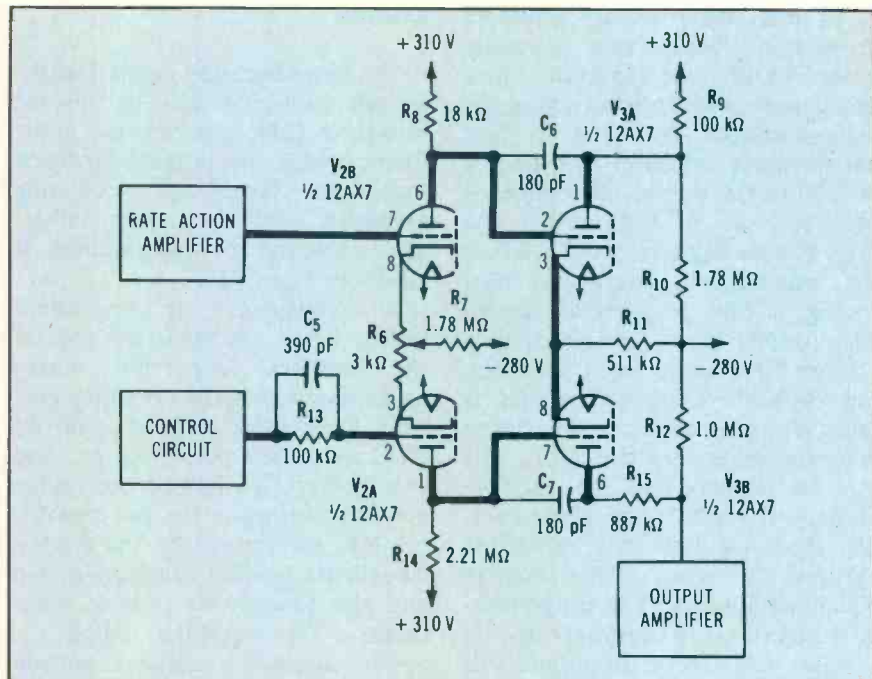 +310 V
+310 V
R8
18 kΩ
C6
180 pF
V3A
½ 12AX7
R9
100 kΩ
V2B
½ 12AX7
6
7
8
1
2
3
RATE ACTION
AMPLIFIER
R7
1.78 MΩ
R10
1.78 MΩ
C5
390 pF
R6
3 kΩ
−280 V
R11
511 kΩ
−280 V
R13
100 kΩ
CONTROL
CIRCUIT
3
2
1
8
7
6
R12
1.0 MΩ
V2A
½ 12AX7
C7
180 pF
R15
887 kΩ
V3B
½ 12AX7
R14
2.21 MΩ
+310 V
OUTPUT
AMPLIFIER